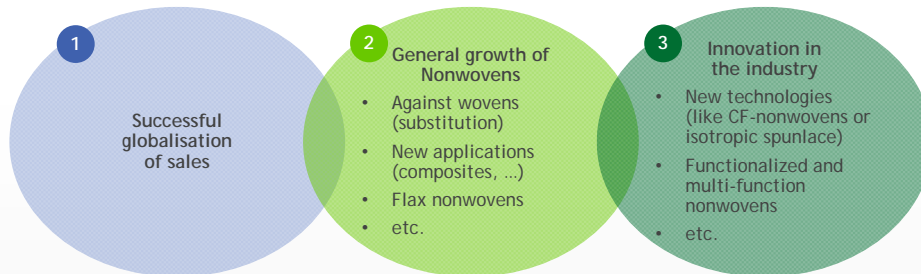 1
Successful
globalisation
of sales
2
General growth of
Nonwovens
• Against wovens
(substitution)
• New applications
(composites, ...)
• Flax nonwovens
• etc.
3
Innovation in
the industry
• New technologies
(like CF-nonwovens or
isotropic spunlace)
• Functionalized and
multi-function
nonwovens
• etc.